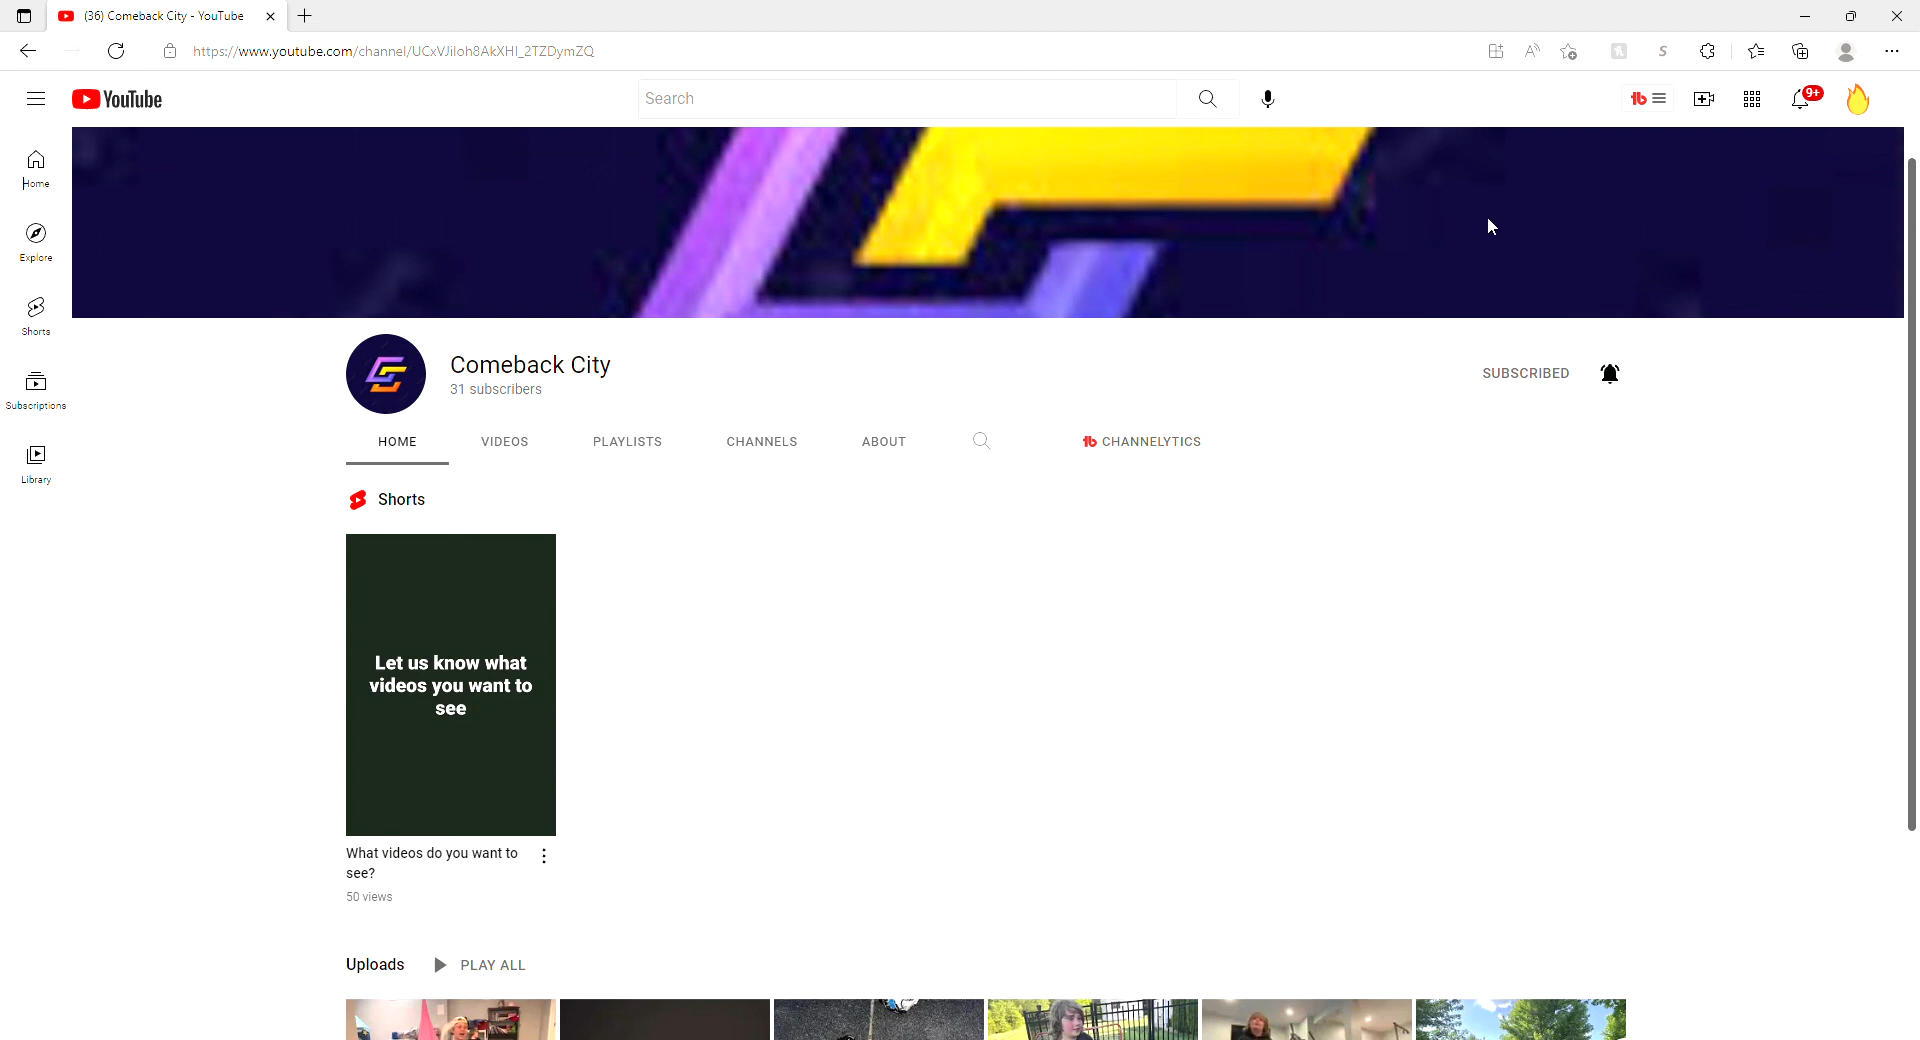 (36) Comeback City - YouTube
https://www.youtube.com/channel/UCxVJiloh8AkXHI_2TZDymZQ
YouTube
Search
9+
Home
Explore
Shorts
Subscriptions
Library
Comeback City
31 subscribers
SUBSCRIBED
HOME
VIDEOS
PLAYLISTS
CHANNELS
ABOUT
CHANNELYTICS
Shorts
Let us know what
videos you want to
see
What videos do you want to
see?
50 views
Uploads
PLAY ALL